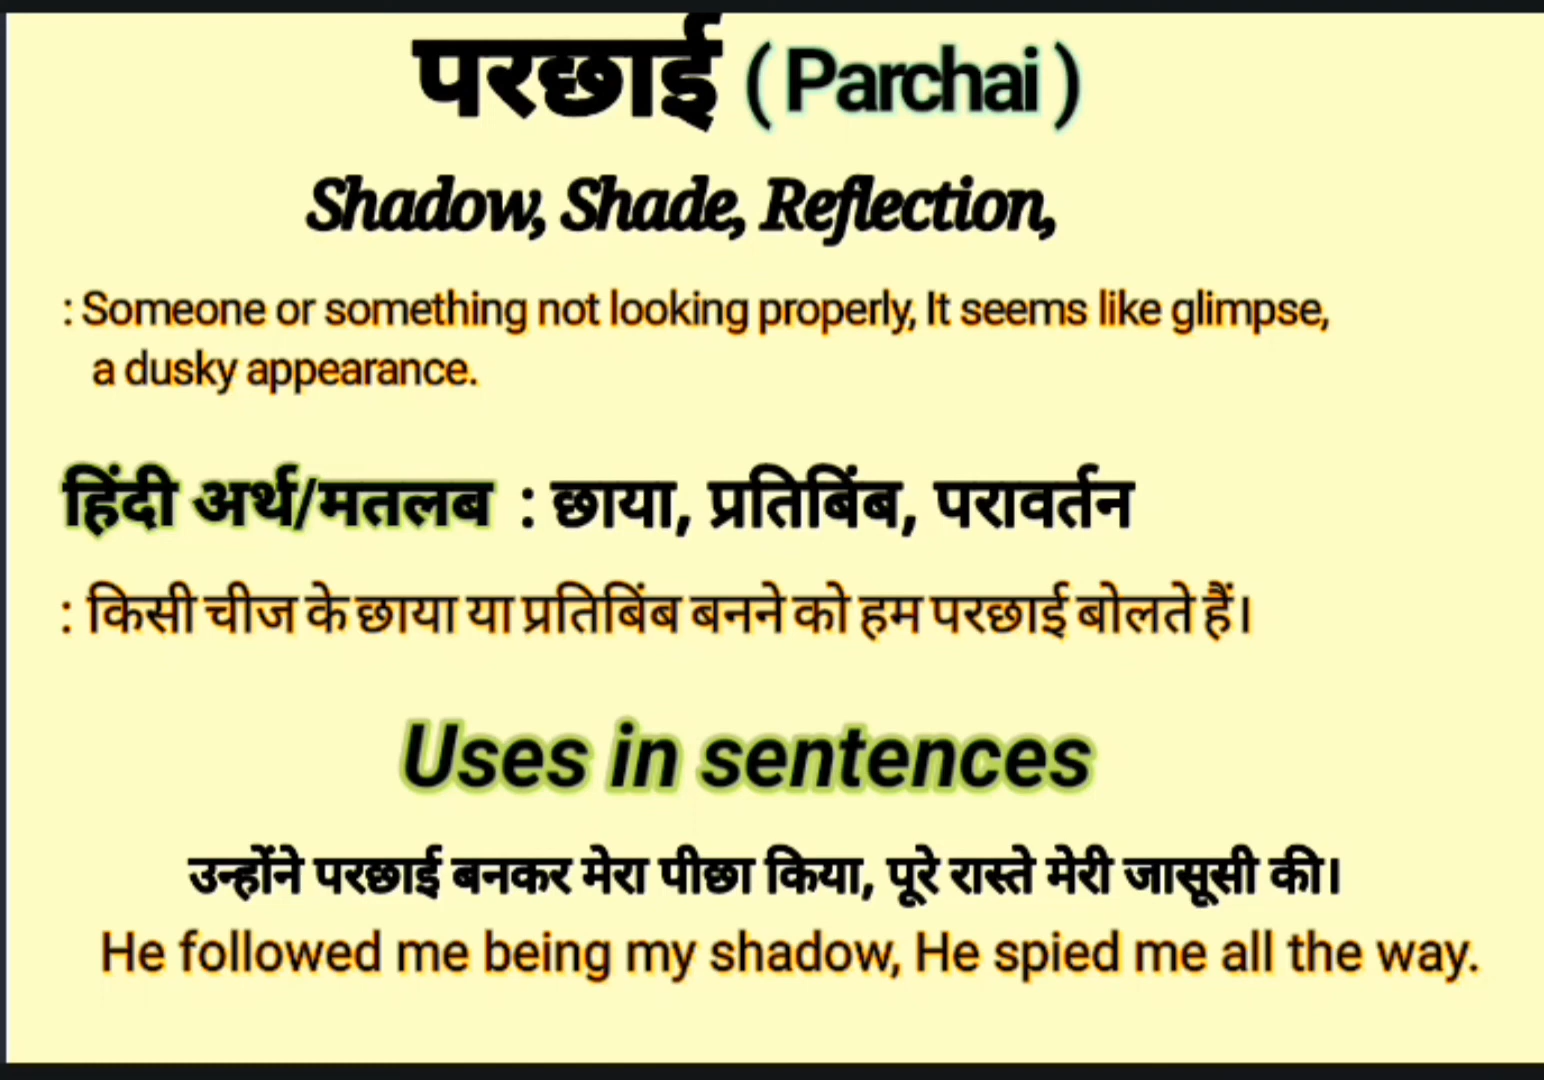 परछाई ( Parchai )
Shadow, Shade, Reflection,
: Someone or something not looking properly, It seems like glimpse,
a dusky appearance.
हिंदी अर्थ/मतलब : छाया, प्रतिबिंब, परावर्तन
: किसी चीज के छाया या प्रतिबिंब बनने को हम परछाई बोलते हैं।
Uses in sentences
उन्होंने परछाई बनकर मेरा पीछा किया, पूरे रास्ते मेरी जासूसी की।
He followed me being my shadow, He spied me all the way.